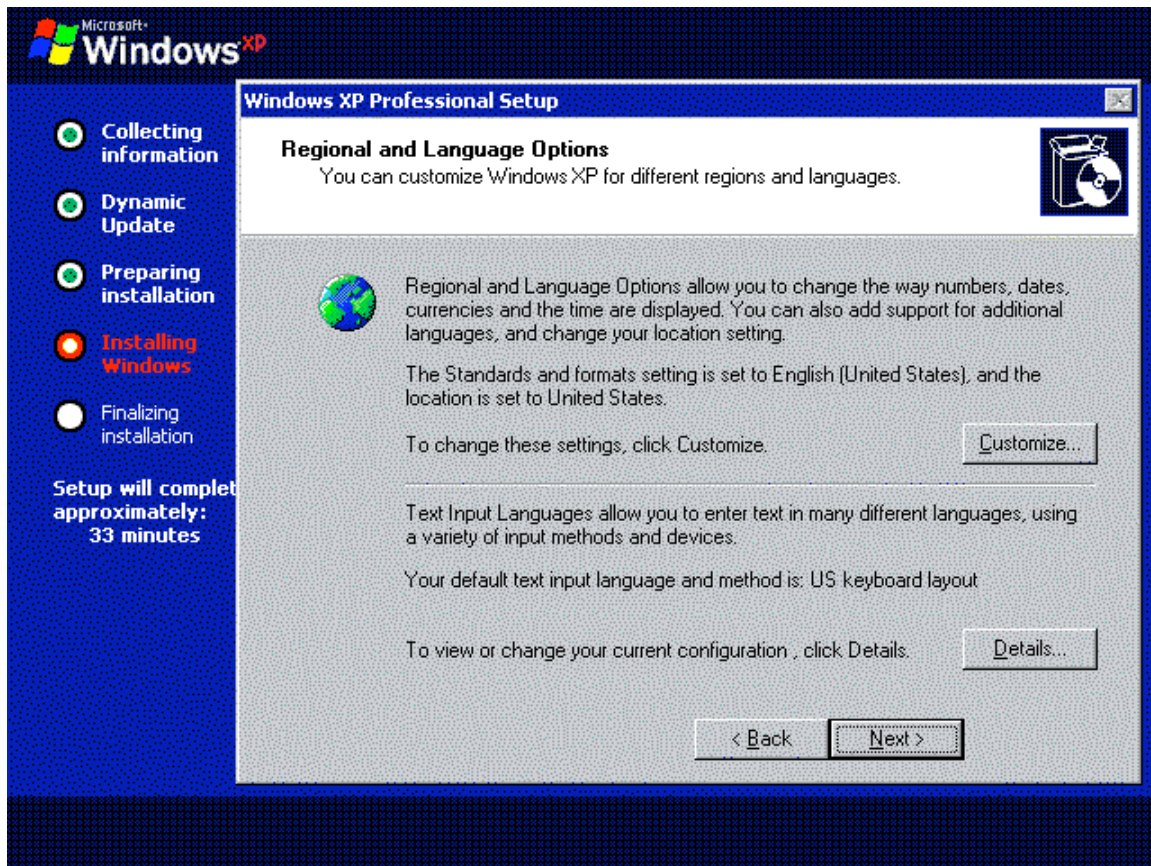 Microsoft
Windows XP
Windows XP Professional Setup
Collecting
information
Dynamic
Update
Preparing
installation
Installing
Windows
Finalizing
installation
Setup will complet
approximately:
33 minutes
Regional and Language Options
You can customize Windows XP for different regions and languages.
Regional and Language Options allow you to change the way numbers, dates,
currencies and the time are displayed. You can also add support for additional
languages, and change your location setting.
The Standards and formats setting is set to English (United States), and the
location is set to United States.
To change these settings, click Customize.
Customize...
Text Input Languages allow you to enter text in many different languages, using
a variety of input methods and devices.
Your default text input language and method is: US keyboard layout
To view or change your current configuration , click Details.
Details...
< Back
Next >